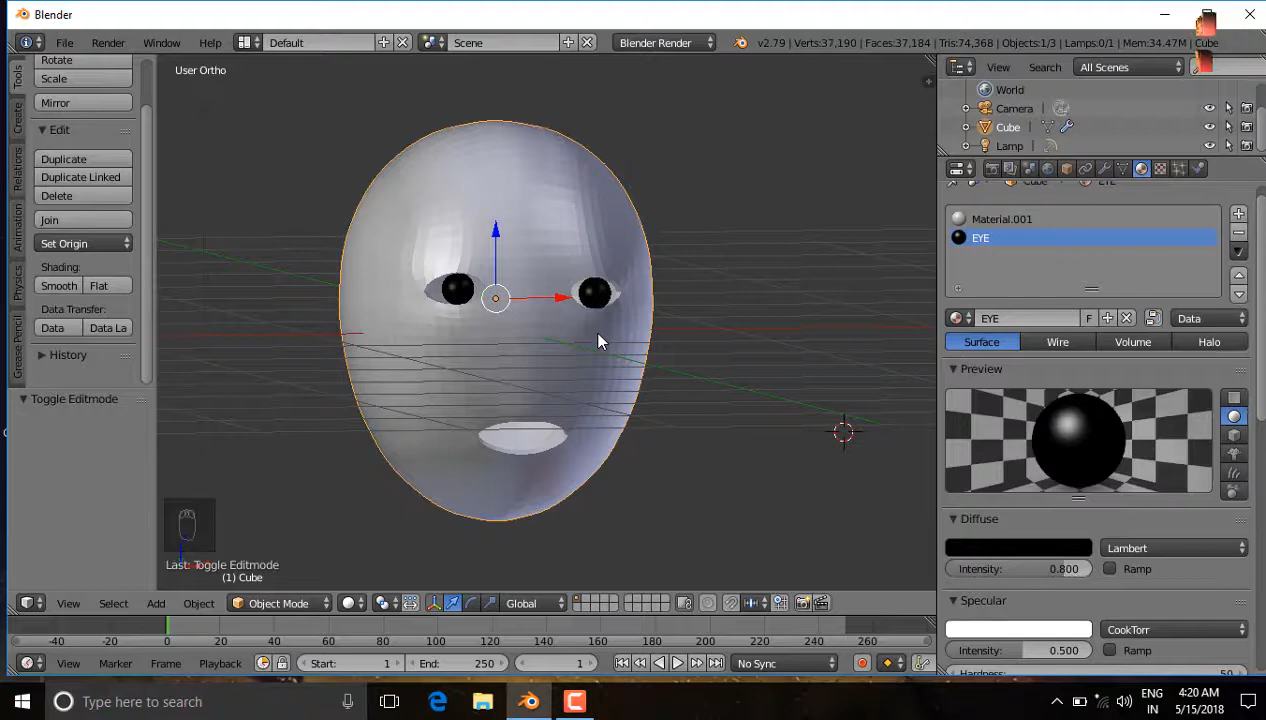 Blender
File Render Window Help Default Scene Blender Render v2.79 | Verts:37,190 | Faces:37,184 | Tris:74,368 | Objects:1/3 | Lamps:0/1 | Mem:34.47M | Cube
View Search All Scenes
Tools
Create
Relations
Animation
Physics
Grease Pencil
Rotate
Scale
Mirror
Edit
Duplicate
Duplicate Linked
Delete
Join
Set Origin
Shading:
Smooth Flat
Data Transfer:
Data Data La
History
Toggle Editmode
User Ortho
Last: Toggle Editmode
(1) Cube
World
Camera
Cube
Lamp
Cube EYE
Material.001
EYE
EYE F Data
Surface Wire Volume Halo
Preview
Diffuse
Lambert
Intensity: 0.800 Ramp
Specular
CookTorr
Intensity: 0.500 Ramp
Hardness: 50
View Select Add Object Object Mode Global
-40 -20 0 20 40 60 80 100 120 140 160 180 200 220 240 260
View Marker Frame Playback Start: 1 End: 250 1 No Sync
Type here to search
ENG
IN
4:20 AM
5/15/2018